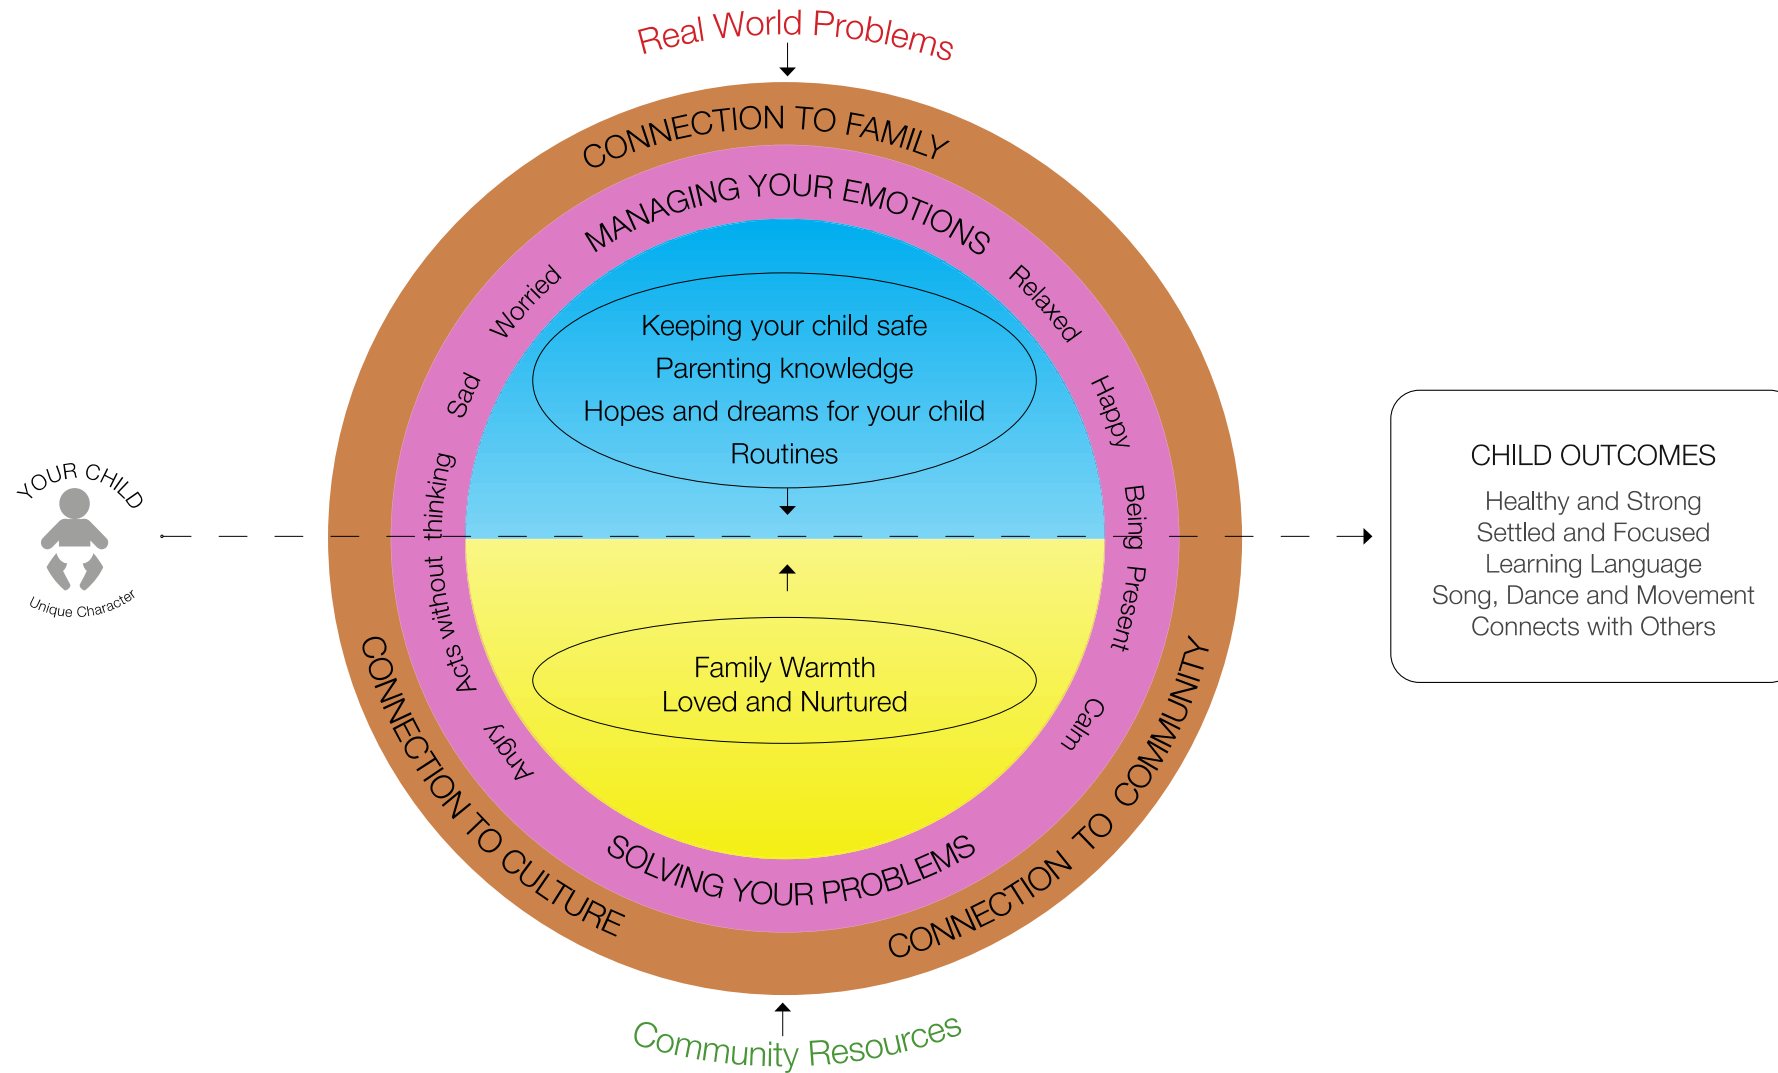 Real World Problems
CONNECTION TO FAMILY
MANAGING YOUR EMOTIONS
Worried
Sad
Acts without thinking
Angry
Relaxed
Happy
Being Present
Calm
Keeping your child safe
Parenting knowledge
Hopes and dreams for your child
Routines
Family Warmth
Loved and Nurtured
SOLVING YOUR PROBLEMS
CONNECTION TO CULTURE
CONNECTION TO COMMUNITY
Community Resources
YOUR CHILD
Unique Character
CHILD OUTCOMES
Healthy and Strong
Settled and Focused
Learning Language
Song, Dance and Movement
Connects with Others